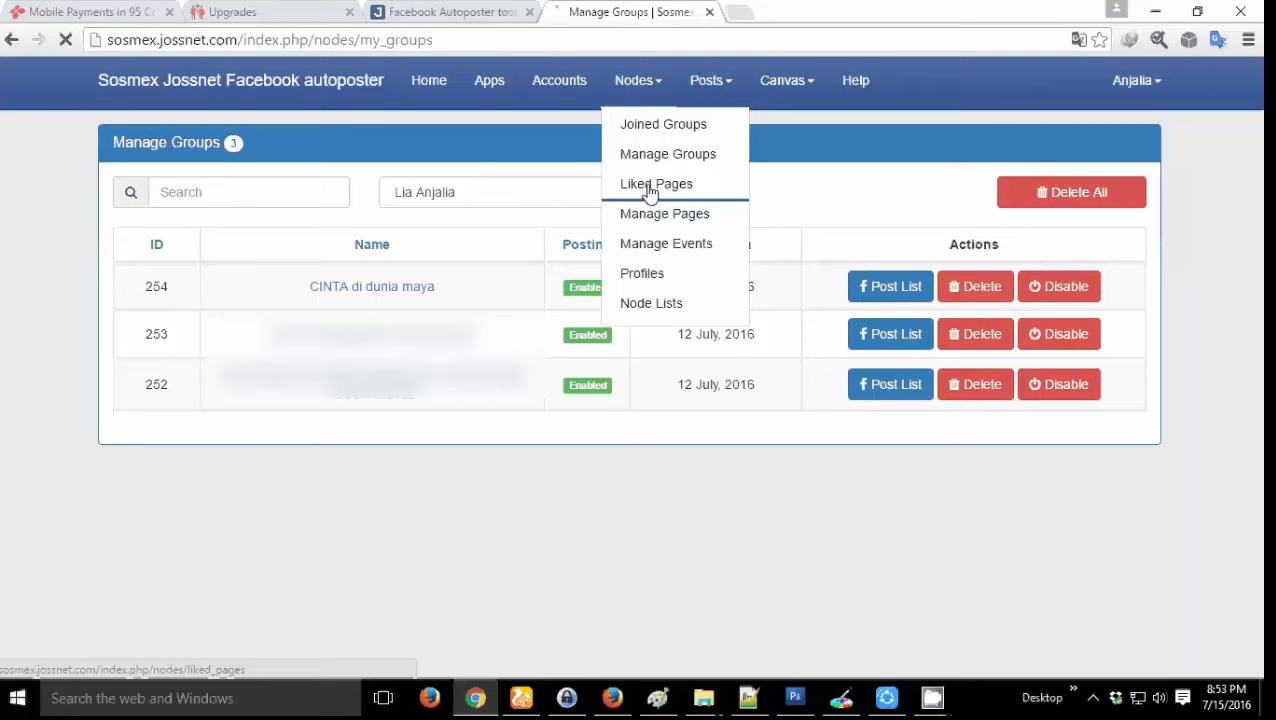 Mobile Payments in 95 Co
Upgrades
Facebook Autoposter tool
Manage Groups | Sosmex
sosmex.jossnet.com/index.php/nodes/my_groups
Sosmex Jossnet Facebook autoposter Home Apps Accounts Nodes Posts Canvas Help Anjalia
Joined Groups
Manage Groups
Liked Pages
Manage Pages
Manage Events
Profiles
Node Lists
Manage Groups 3
Search Lia Anjalia Delete All
ID Name Postin Actions
254 CINTA di dunia maya Enable 6 Post List Delete Disable
253 Enabled 12 July, 2016 Post List Delete Disable
252 Enabled 12 July, 2016 Post List Delete Disable
sosmex.jossnet.com/index.php/nodes/liked_pages
Search the web and Windows
Ps
Desktop
8:53 PM
7/15/2016